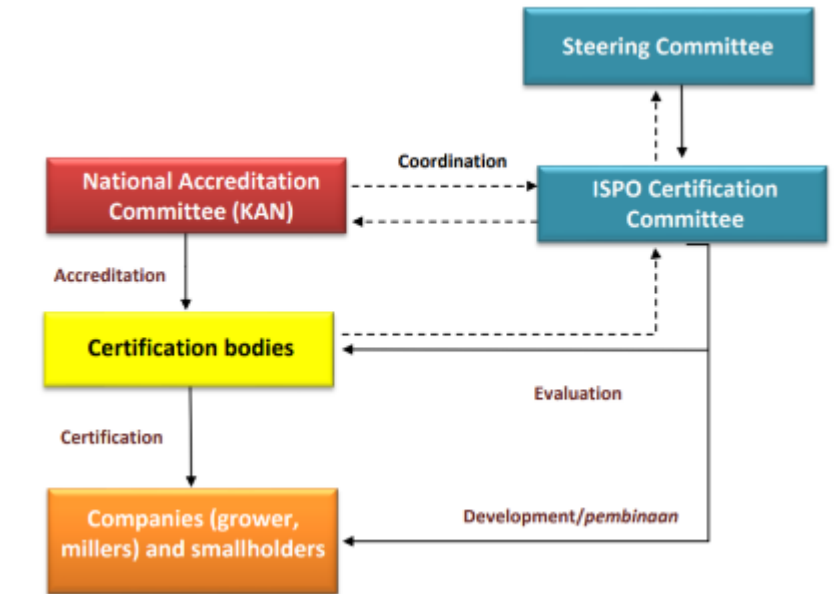 Steering Committee
Coordination
National Accreditation
Committee (KAN)
ISPO Certification
Committee
Accreditation
Certification bodies
Evaluation
Certification
Development/pembinaan
Companies (grower,
millers) and smallholders